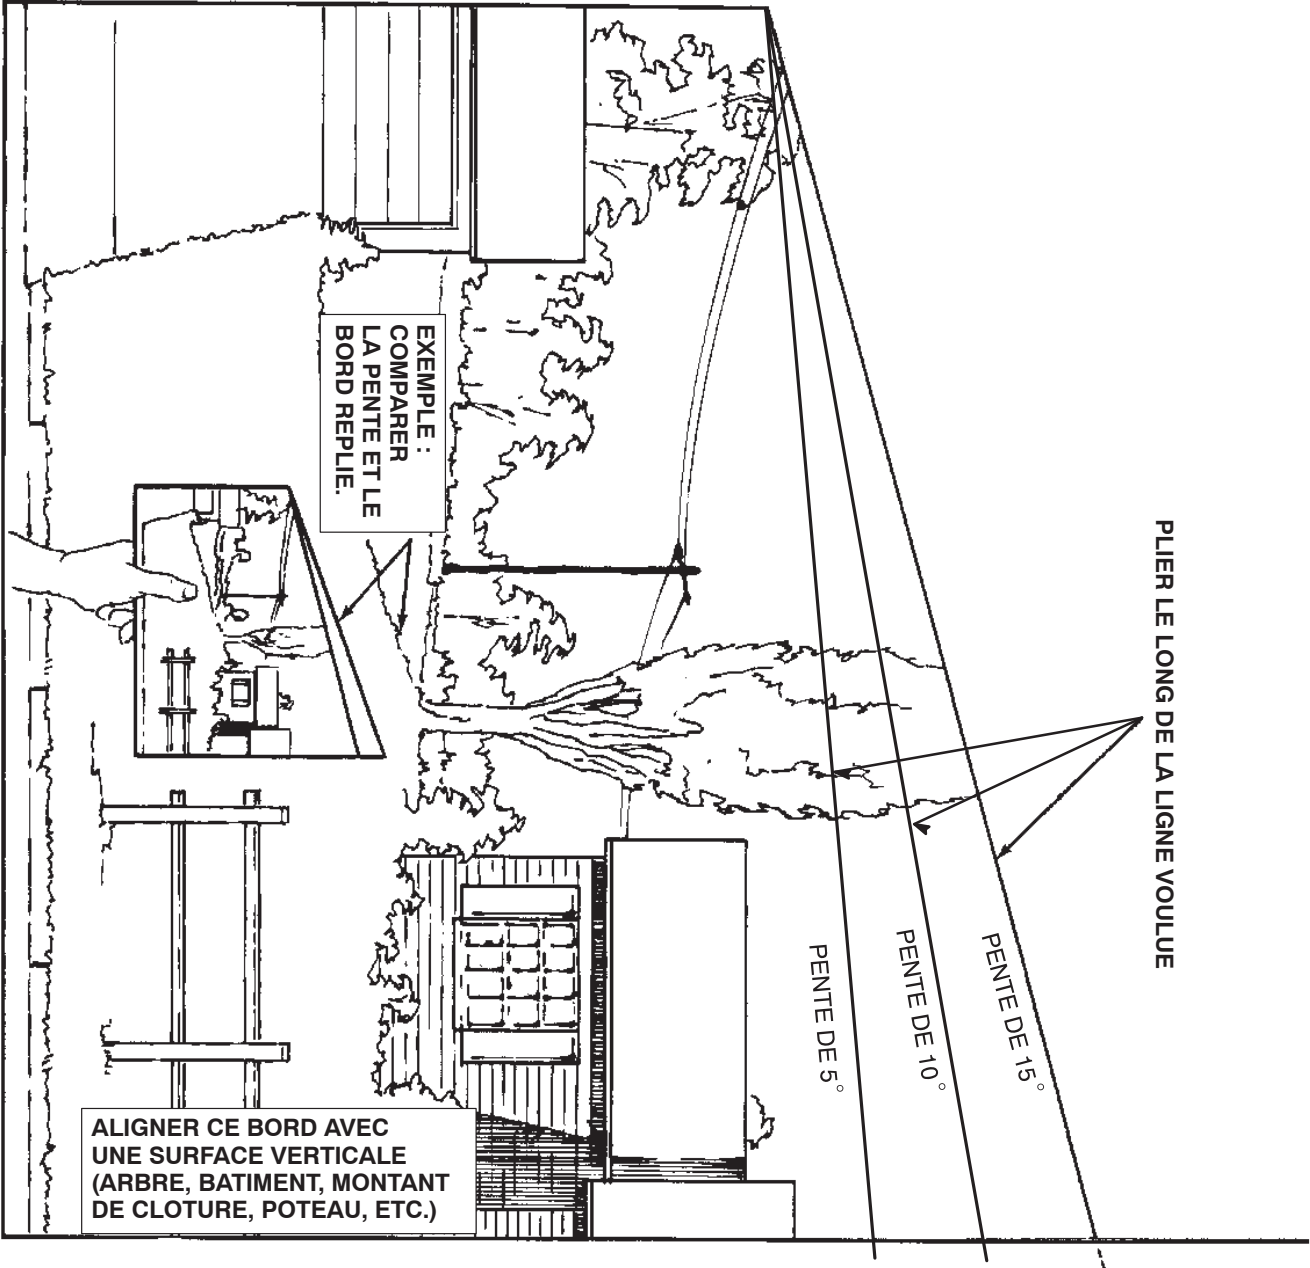 PLIER LE LONG DE LA LIGNE VOULUE
PENTE DE 15°
PENTE DE 10°
PENTE DE 5°
EXEMPLE :
COMPARER
LA PENTE ET LE
BORD REPLIE.
ALIGNER CE BORD AVEC
UNE SURFACE VERTICALE
(ARBRE, BATIMENT, MONTANT
DE CLOTURE, POTEAU, ETC.)